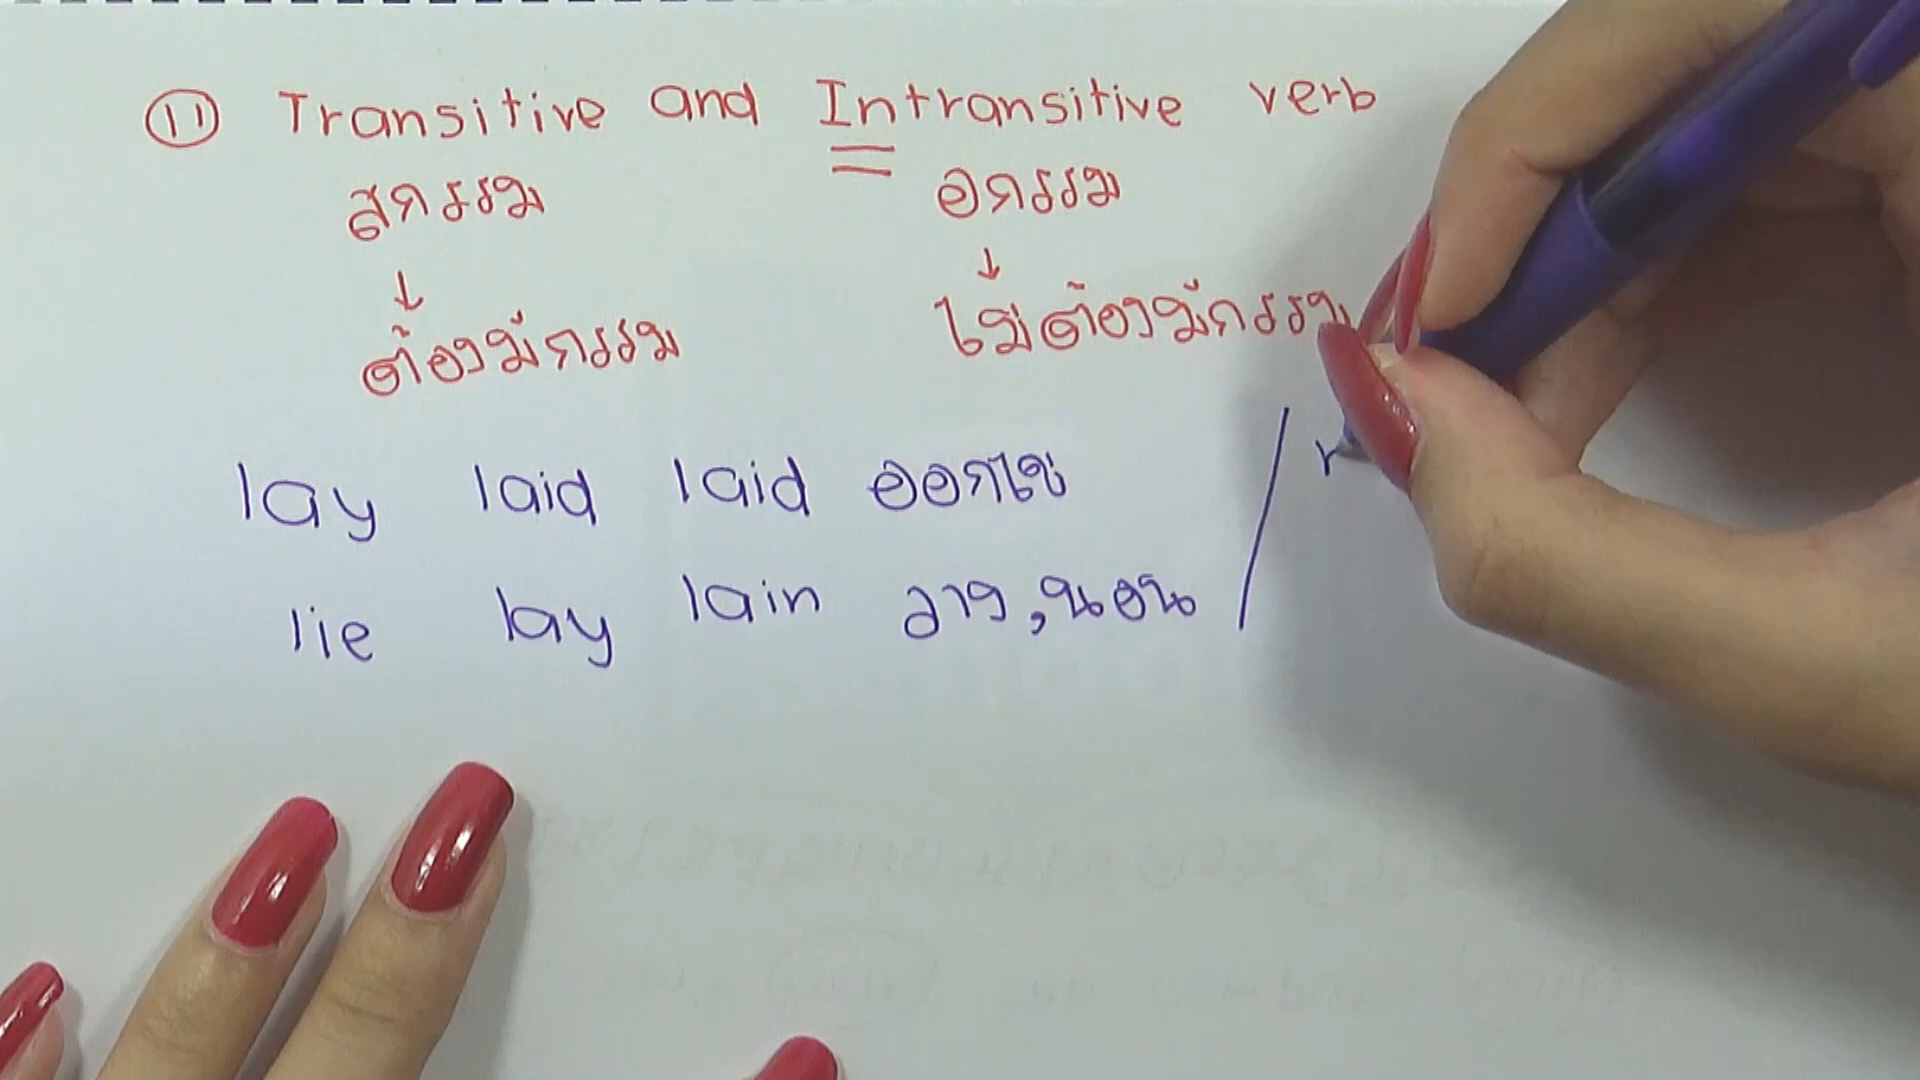 11 Transitive and Intransitive verb
สกรรม อกรรม
↓ ↓
ต้องมีกรรม ไม่ต้องมีกรรม
lay laid laid ออกไข่ /
lie lay lain วาง,นอน